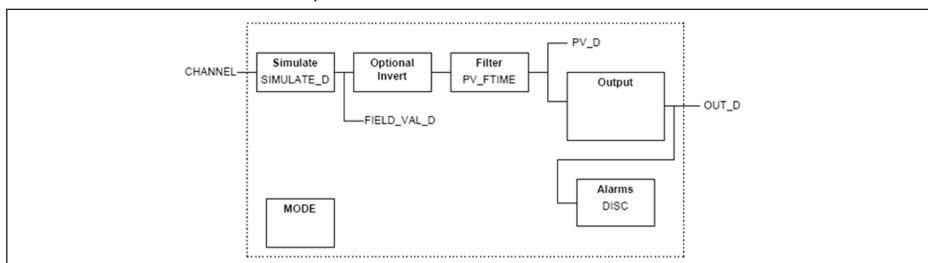 CHANNEL
Simulate
SIMULATE_D
Optional
Invert
Filter
PV_FTIME
PV_D
Output
OUT_D
FIELD_VAL_D
Alarms
DISC
MODE